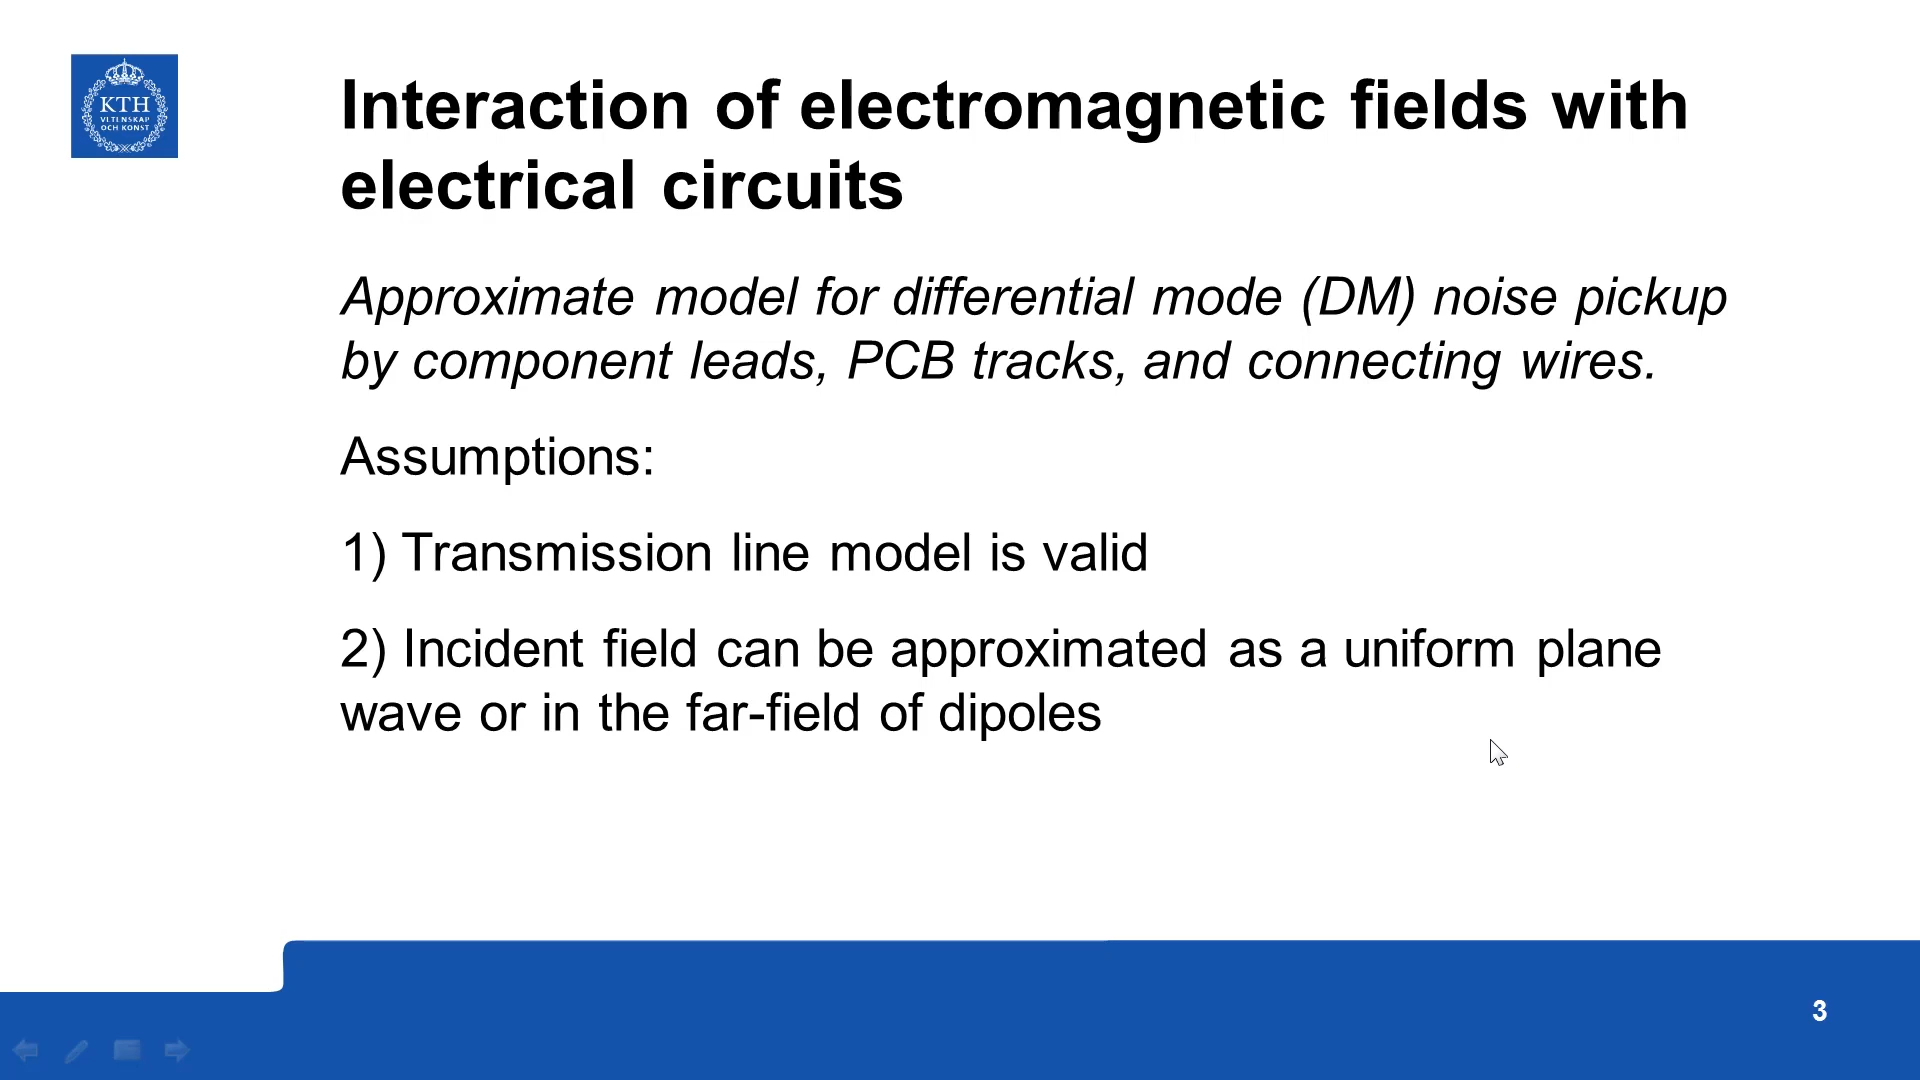 KTH
VETENSKAP
OCH KONST
Interaction of electromagnetic fields with
electrical circuits
Approximate model for differential mode (DM) noise pickup
by component leads, PCB tracks, and connecting wires.
Assumptions:
1) Transmission line model is valid
2) Incident field can be approximated as a uniform plane
wave or in the far-field of dipoles
3